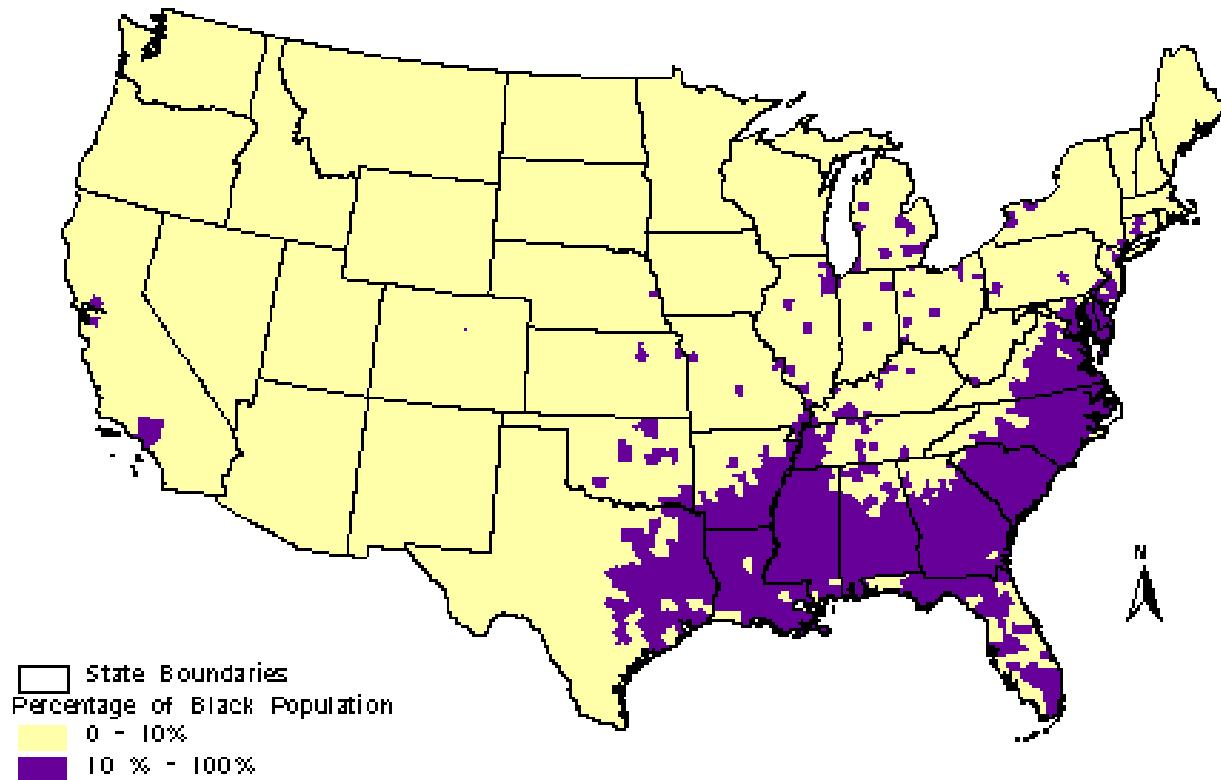 N
State Boundaries
Percentage of Black Population
0 - 10%
10 % - 100%